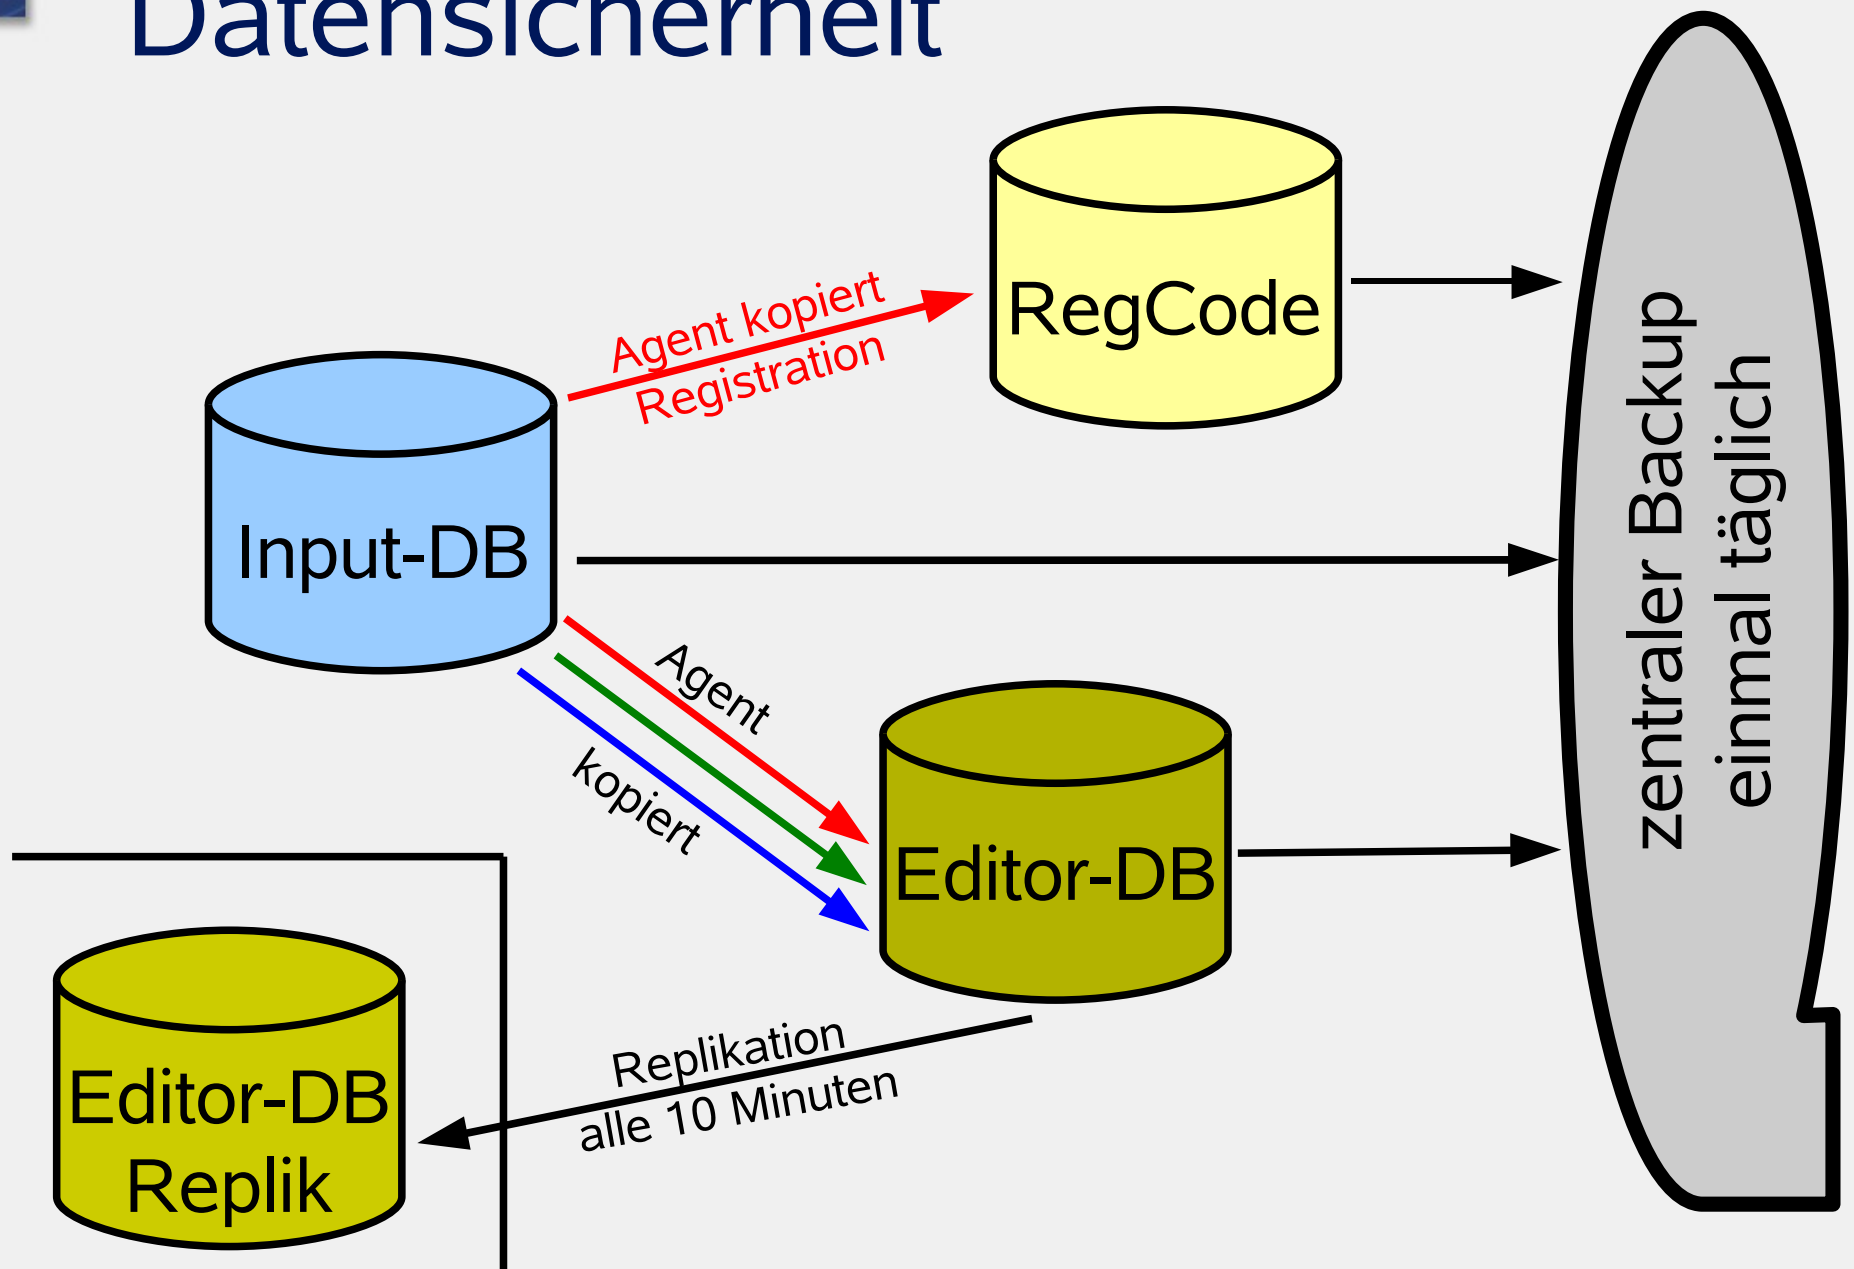 Datensicherheit
RegCode
Agent kopiert
Registration
Input-DB
zentraler Backup
einmal täglich
Agent
kopiert
Editor-DB
Replikation
alle 10 Minuten
Editor-DB
Replik